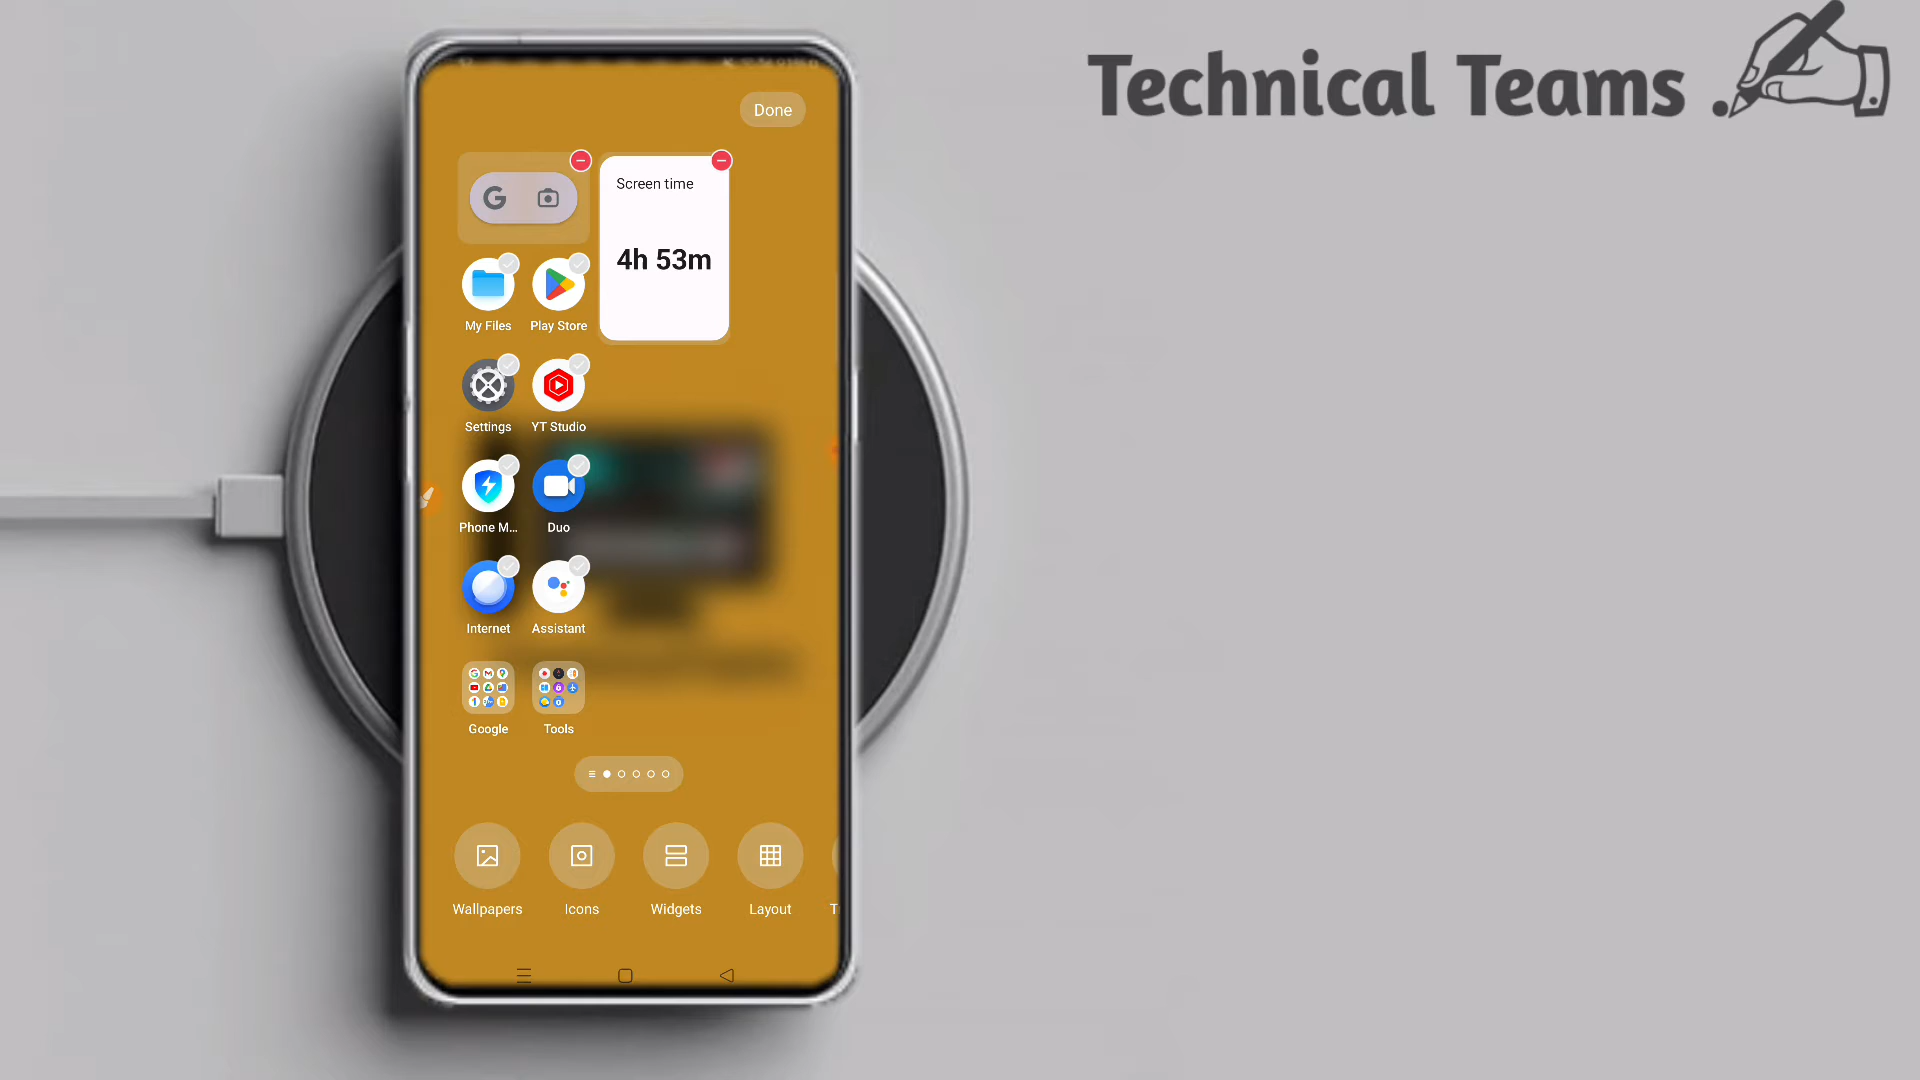 Technical Teams
Done
Screen time
4h 53m
My Files
Play Store
Settings
YT Studio
Phone M...
Duo
Internet
Assistant
Google
Tools
Wallpapers
Icons
Widgets
Layout